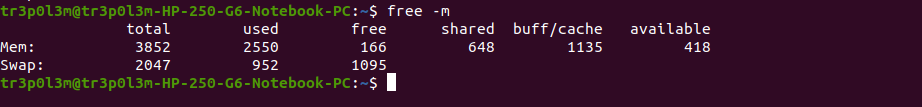 tr3p0l3m@tr3p0l3m-HP-250-G6-Notebook-PC:~$ free -m
              total        used        free      shared  buff/cache   available
Mem:           3852        2550         166         648        1135         418
Swap:          2047         952        1095
tr3p0l3m@tr3p0l3m-HP-250-G6-Notebook-PC:~$